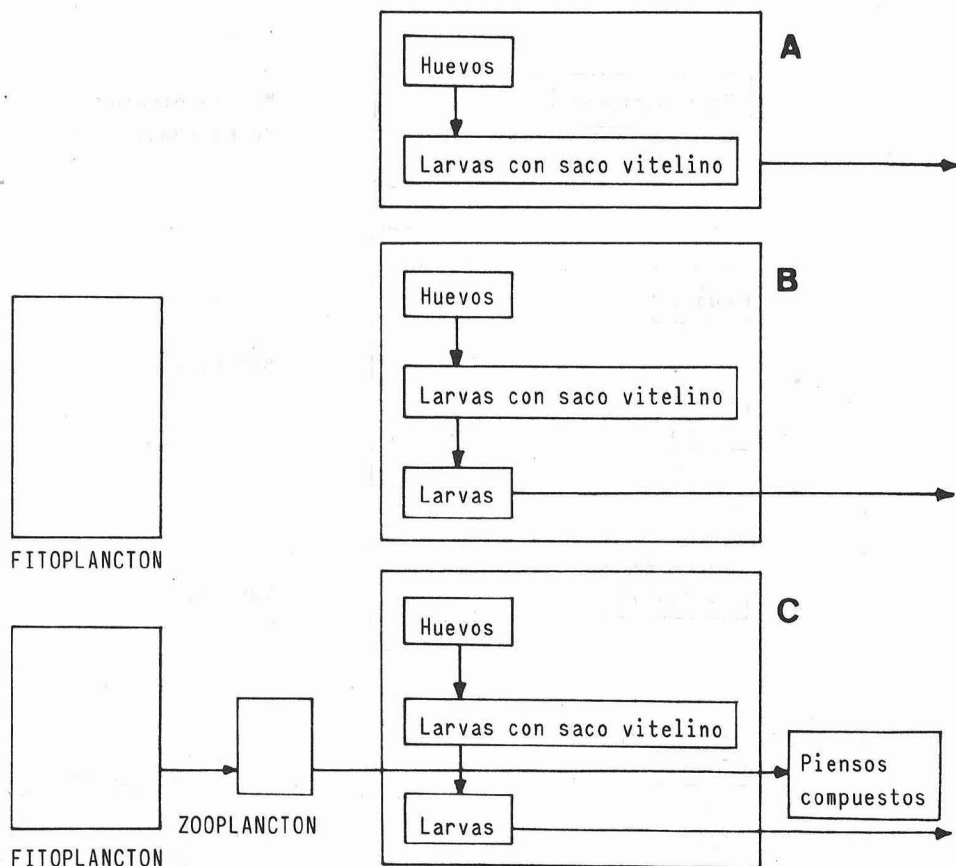 A
Huevos
Larvas con saco vitelino
B
Huevos
Larvas con saco vitelino
Larvas
FITOPLANCTON
C
Huevos
Larvas con saco vitelino
Piensos
compuestos
ZOOPLANCTON
Larvas
FITOPLANCTON